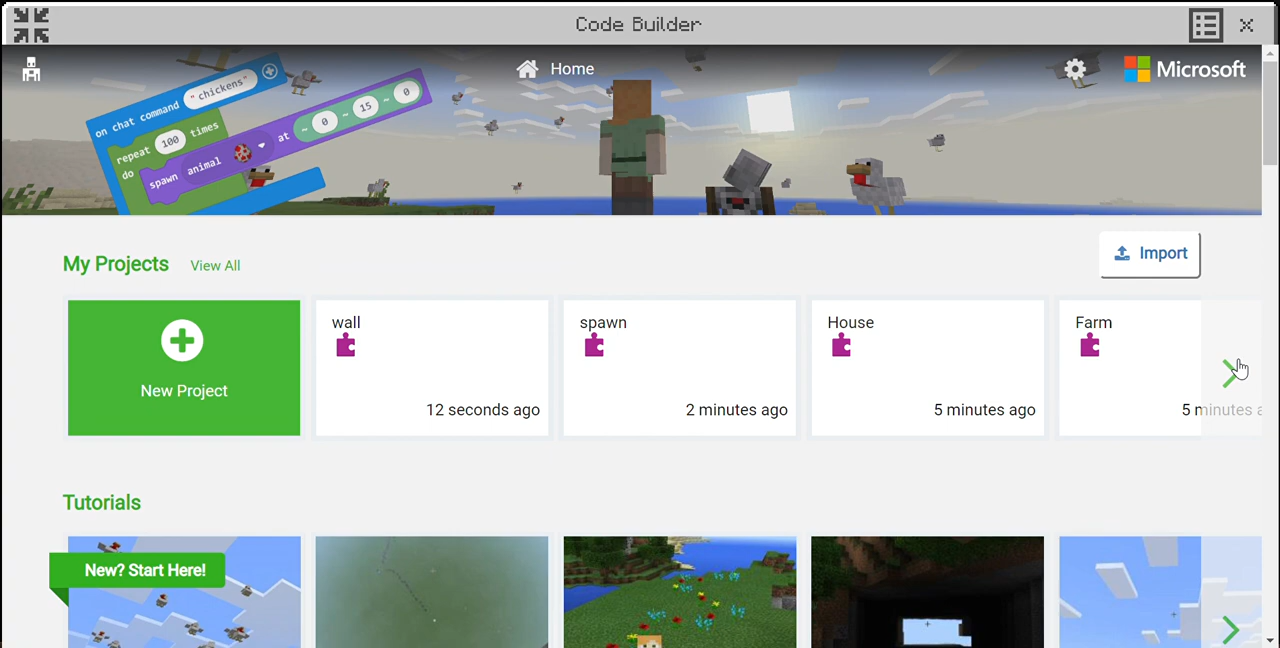 Code Builder
Home
Microsoft
on chat command "chickens"
repeat 100 times
do spawn animal at ~ 0 ~ 15 ~ 0
My Projects View All
Import
New Project
wall
12 seconds ago
spawn
2 minutes ago
House
5 minutes ago
Farm
5 minutes a
Tutorials
New? Start Here!